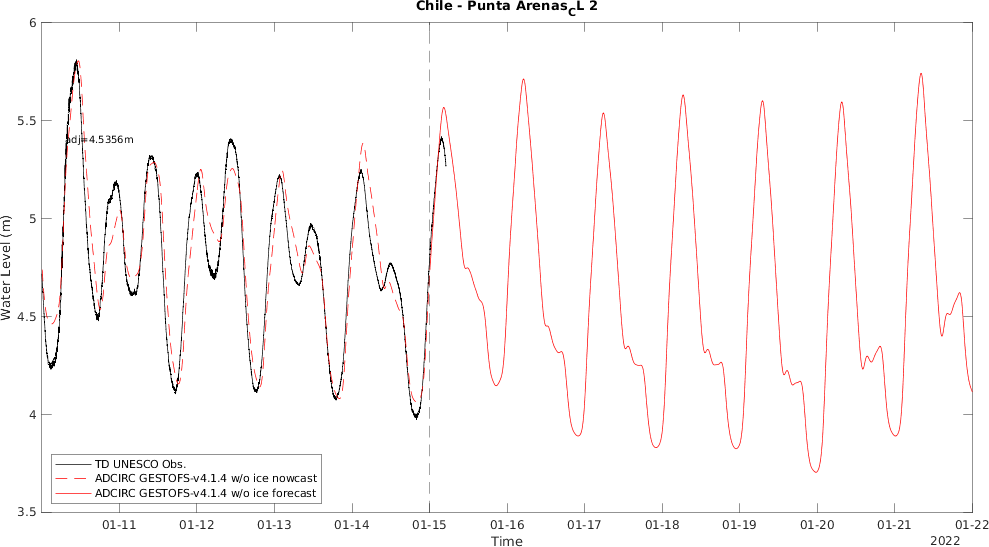 Chile - Punta Arenas_CL 2
6
5.5
adj=4.5356m
5
Water Level (m)
4.5
4
TD UNESCO Obs.
ADCIRC GESTOFS-v4.1.4 w/o ice nowcast
ADCIRC GESTOFS-v4.1.4 w/o ice forecast
3.5
01-11 01-12 01-13 01-14 01-15 01-16 01-17 01-18 01-19 01-20 01-21 01-22
Time
2022